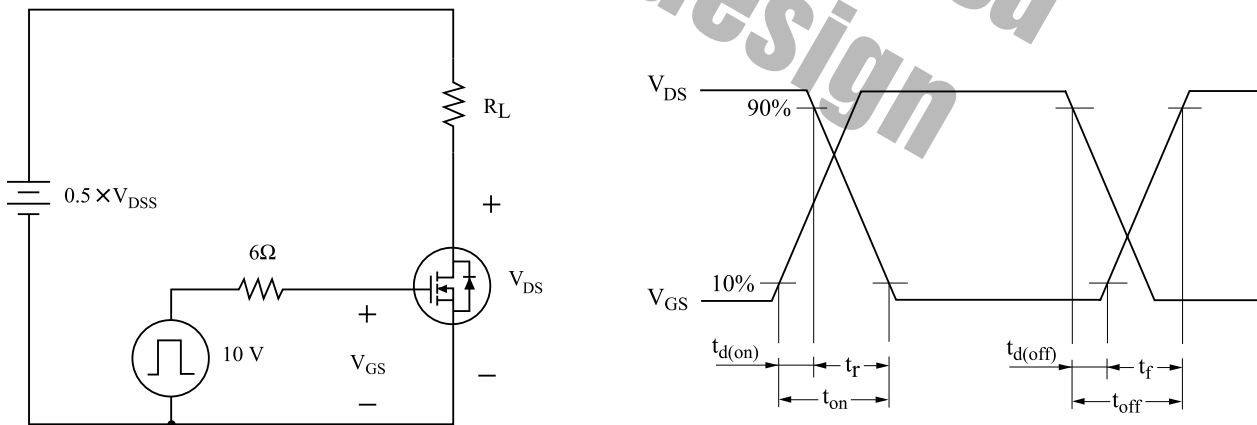 R_L
0.5 ×V_DSS
+
6Ω
V_DS
+
10 V
V_GS
−
−
design
V_DS
90%
10%
V_GS
t_d(on)
t_r
t_on
t_d(off)
t_f
t_off